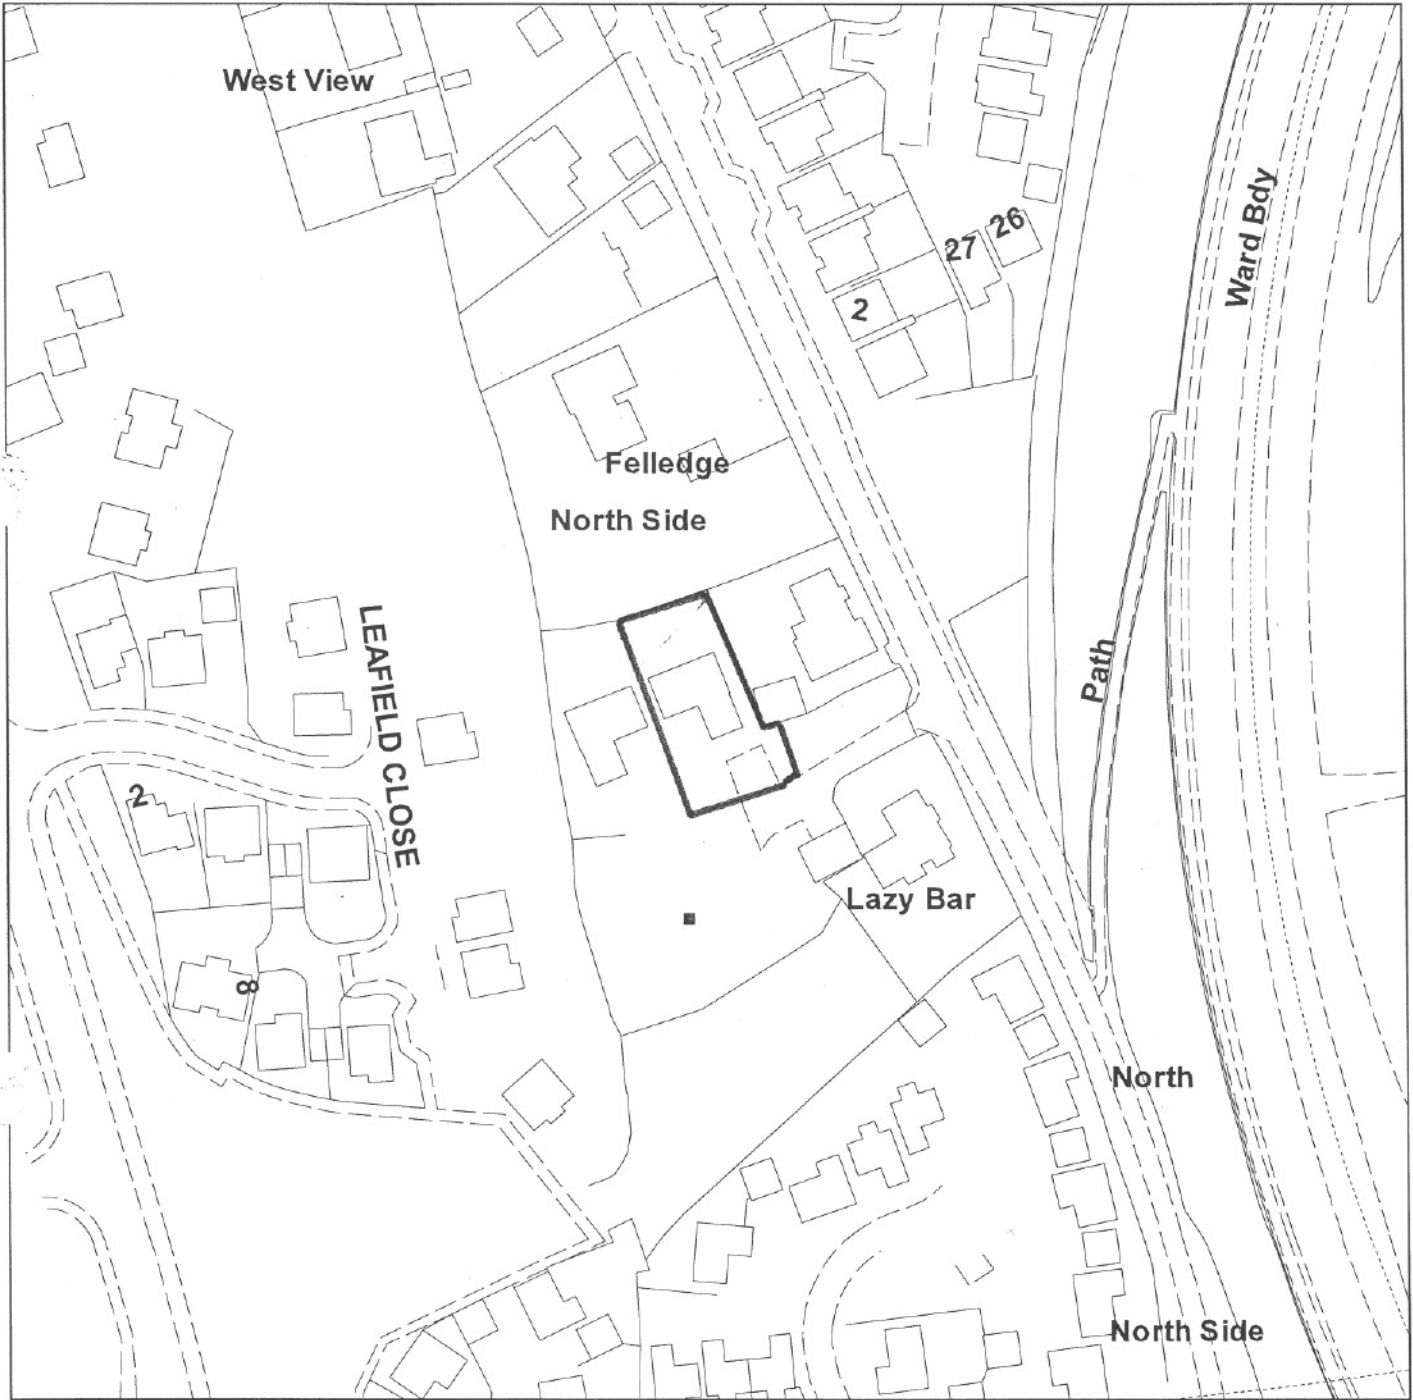 West View
26
27
Ward Bdy
2
Felledge
North Side
LEAFIELD CLOSE
Path
2
Lazy Bar
8
North
North Side